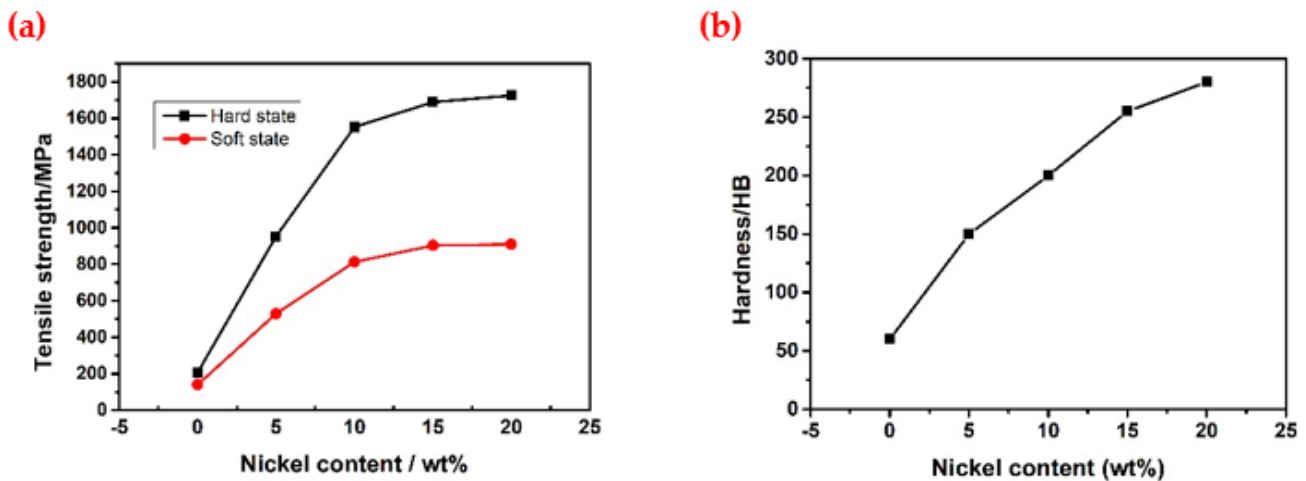 (a)
Tensile strength/MPa
1800
1600
1400
1200
1000
800
600
400
200
0
Hard state
Soft state
-5 0 5 10 15 20 25
Nickel content / wt%
(b)
Hardness/HB
300
250
200
150
100
50
0
-5 0 5 10 15 20 25
Nickel content (wt%)